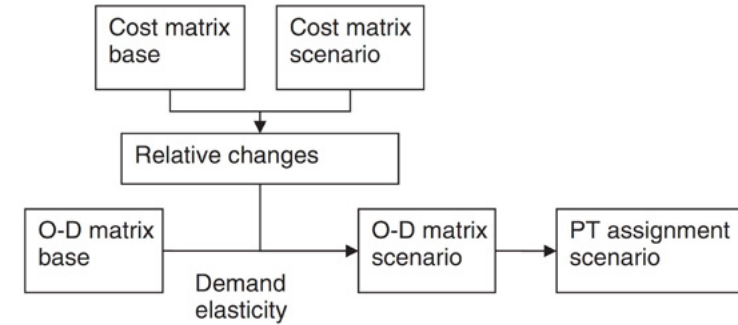 Cost matrix
base
Cost matrix
scenario
Relative changes
O-D matrix
base
Demand
elasticity
O-D matrix
scenario
PT assignment
scenario